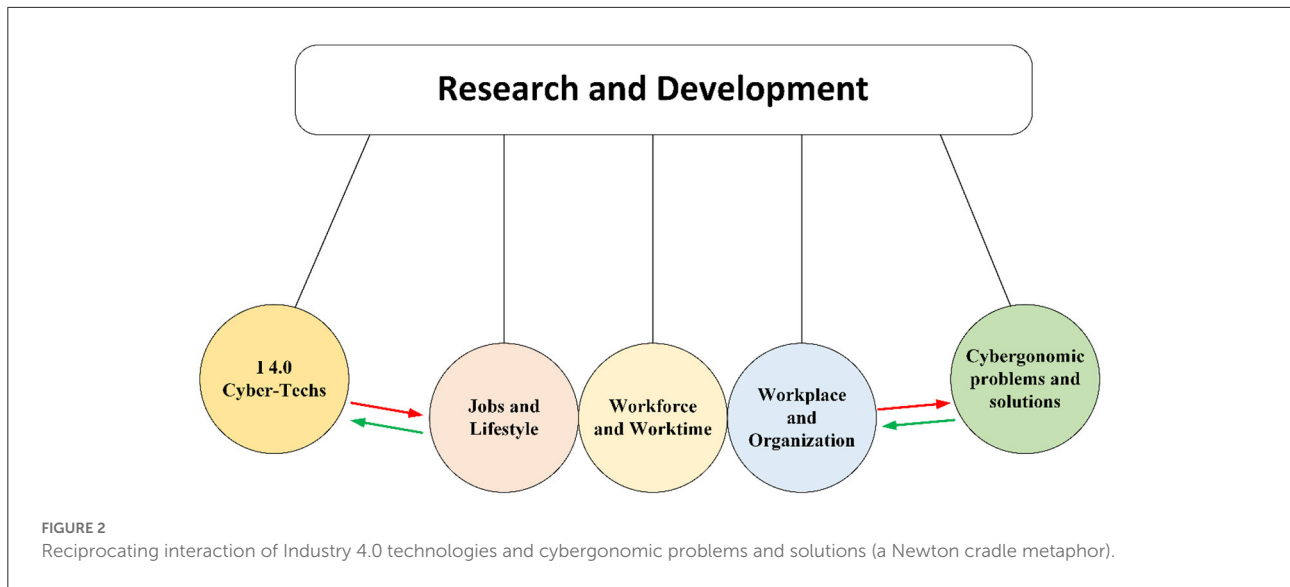 Research and Development
I 4.0
Cyber-Techs
Jobs and
Lifestyle
Workforce
and Worktime
Workplace
and
Organization
Cybergonomic
problems and
solutions
FIGURE 2
Reciprocating interaction of Industry 4.0 technologies and cybergonomic problems and solutions (a Newton cradle metaphor).